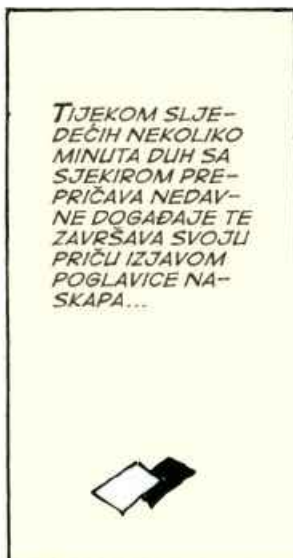 TIJEKOM SLJE-
DEĆIH NEKOLIKO
MINUTA DUH SA
SJEKIROM PRE-
PRIČAVA NEDAV-
NE DOGAĐAJE TE
ZAVRŠAVA SVOJU
PRIČU IZJAVOM
POGLAVICE NA-
SKAPA...